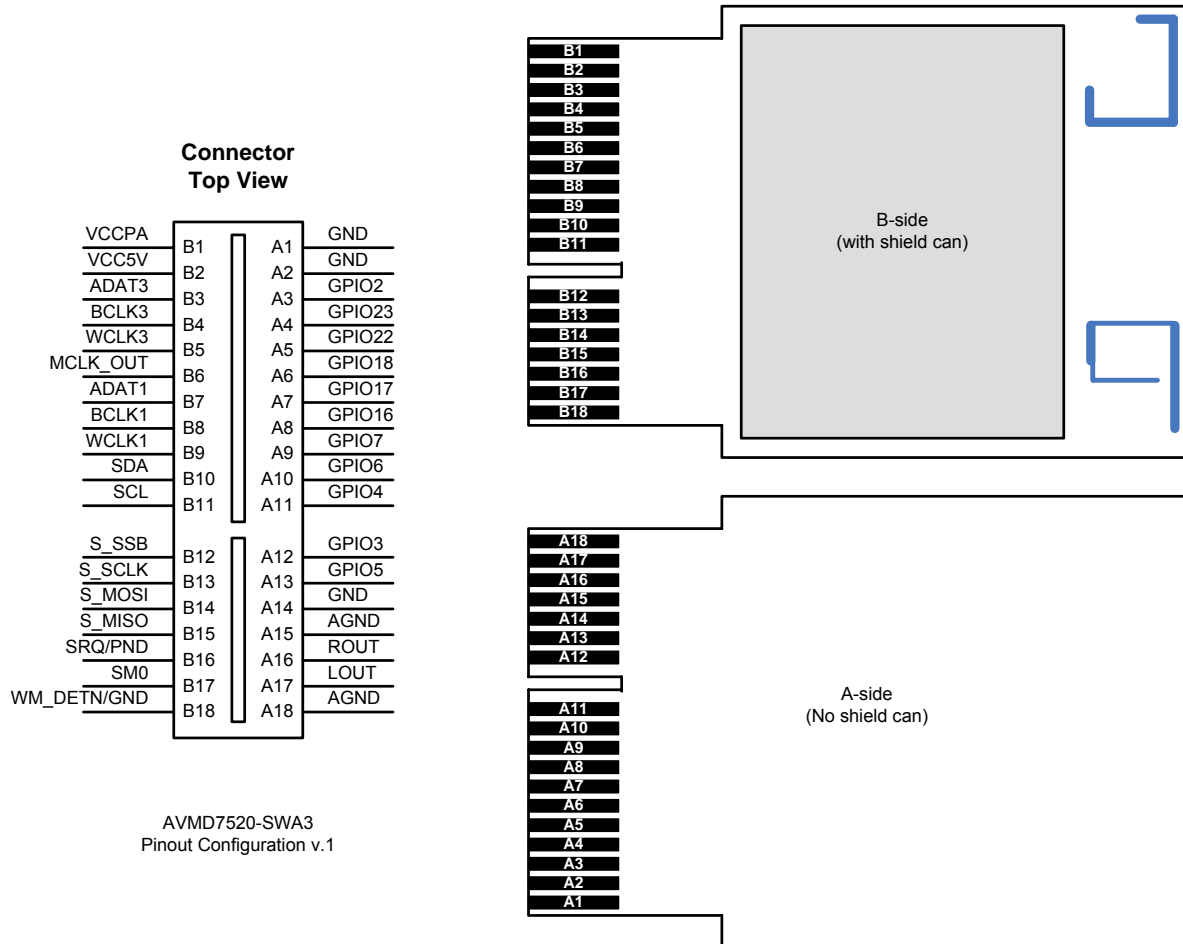 Connector
Top View
VCCPA B1 A1 GND
VCC5V B2 A2 GND
ADAT3 B3 A3 GPIO2
BCLK3 B4 A4 GPIO23
WCLK3 B5 A5 GPIO22
MCLK_OUT B6 A6 GPIO18
ADAT1 B7 A7 GPIO17
BCLK1 B8 A8 GPIO16
WCLK1 B9 A9 GPIO7
SDA B10 A10 GPIO6
SCL B11 A11 GPIO4
S_SSB B12 A12 GPIO3
S_SCLK B13 A13 GPIO5
S_MOSI B14 A14 GND
S_MISO B15 A15 AGND
SRQ/PND B16 A16 ROUT
SM0 B17 A17 LOUT
WM_DETN/GND B18 A18 AGND
AVMD7520-SWA3
Pinout Configuration v.1
B1
B2
B3
B4
B5
B6
B7
B8
B9
B10
B11
B12
B13
B14
B15
B16
B17
B18
B-side
(with shield can)
A18
A17
A16
A15
A14
A13
A12
A11
A10
A9
A8
A7
A6
A5
A4
A3
A2
A1
A-side
(No shield can)